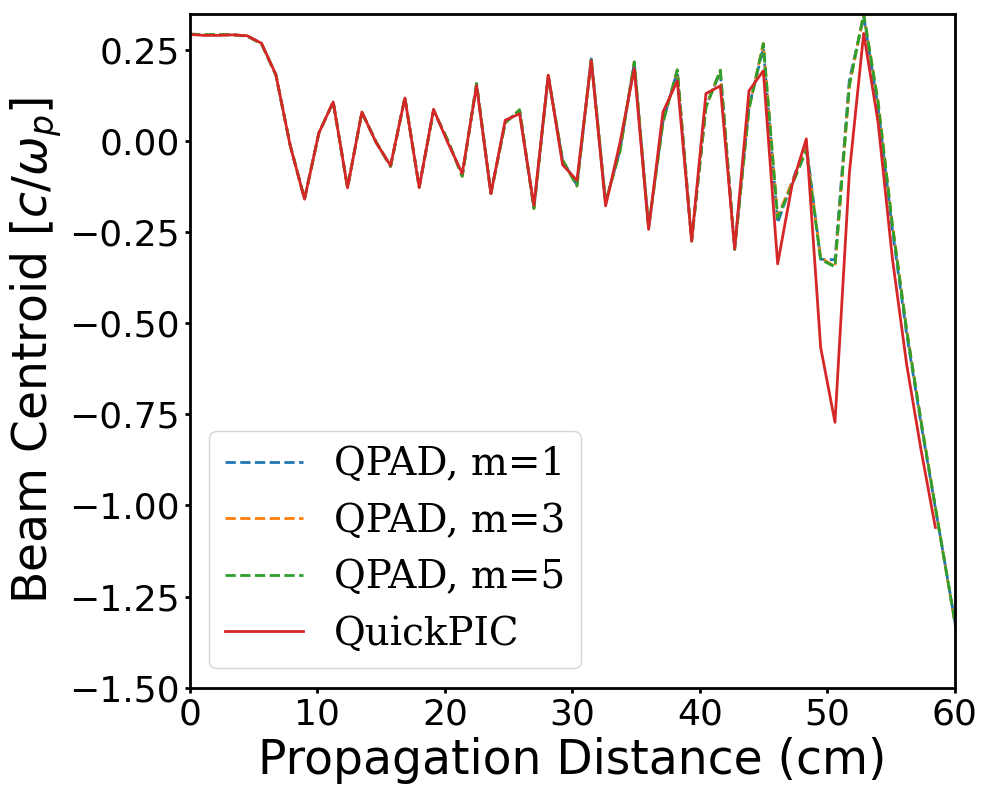 0.25
0.00
−0.25
−0.50
−0.75
−1.00
−1.25
−1.50
Beam Centroid [c/ω_p]
QPAD, m=1
QPAD, m=3
QPAD, m=5
QuickPIC
0 10 20 30 40 50 60
Propagation Distance (cm)